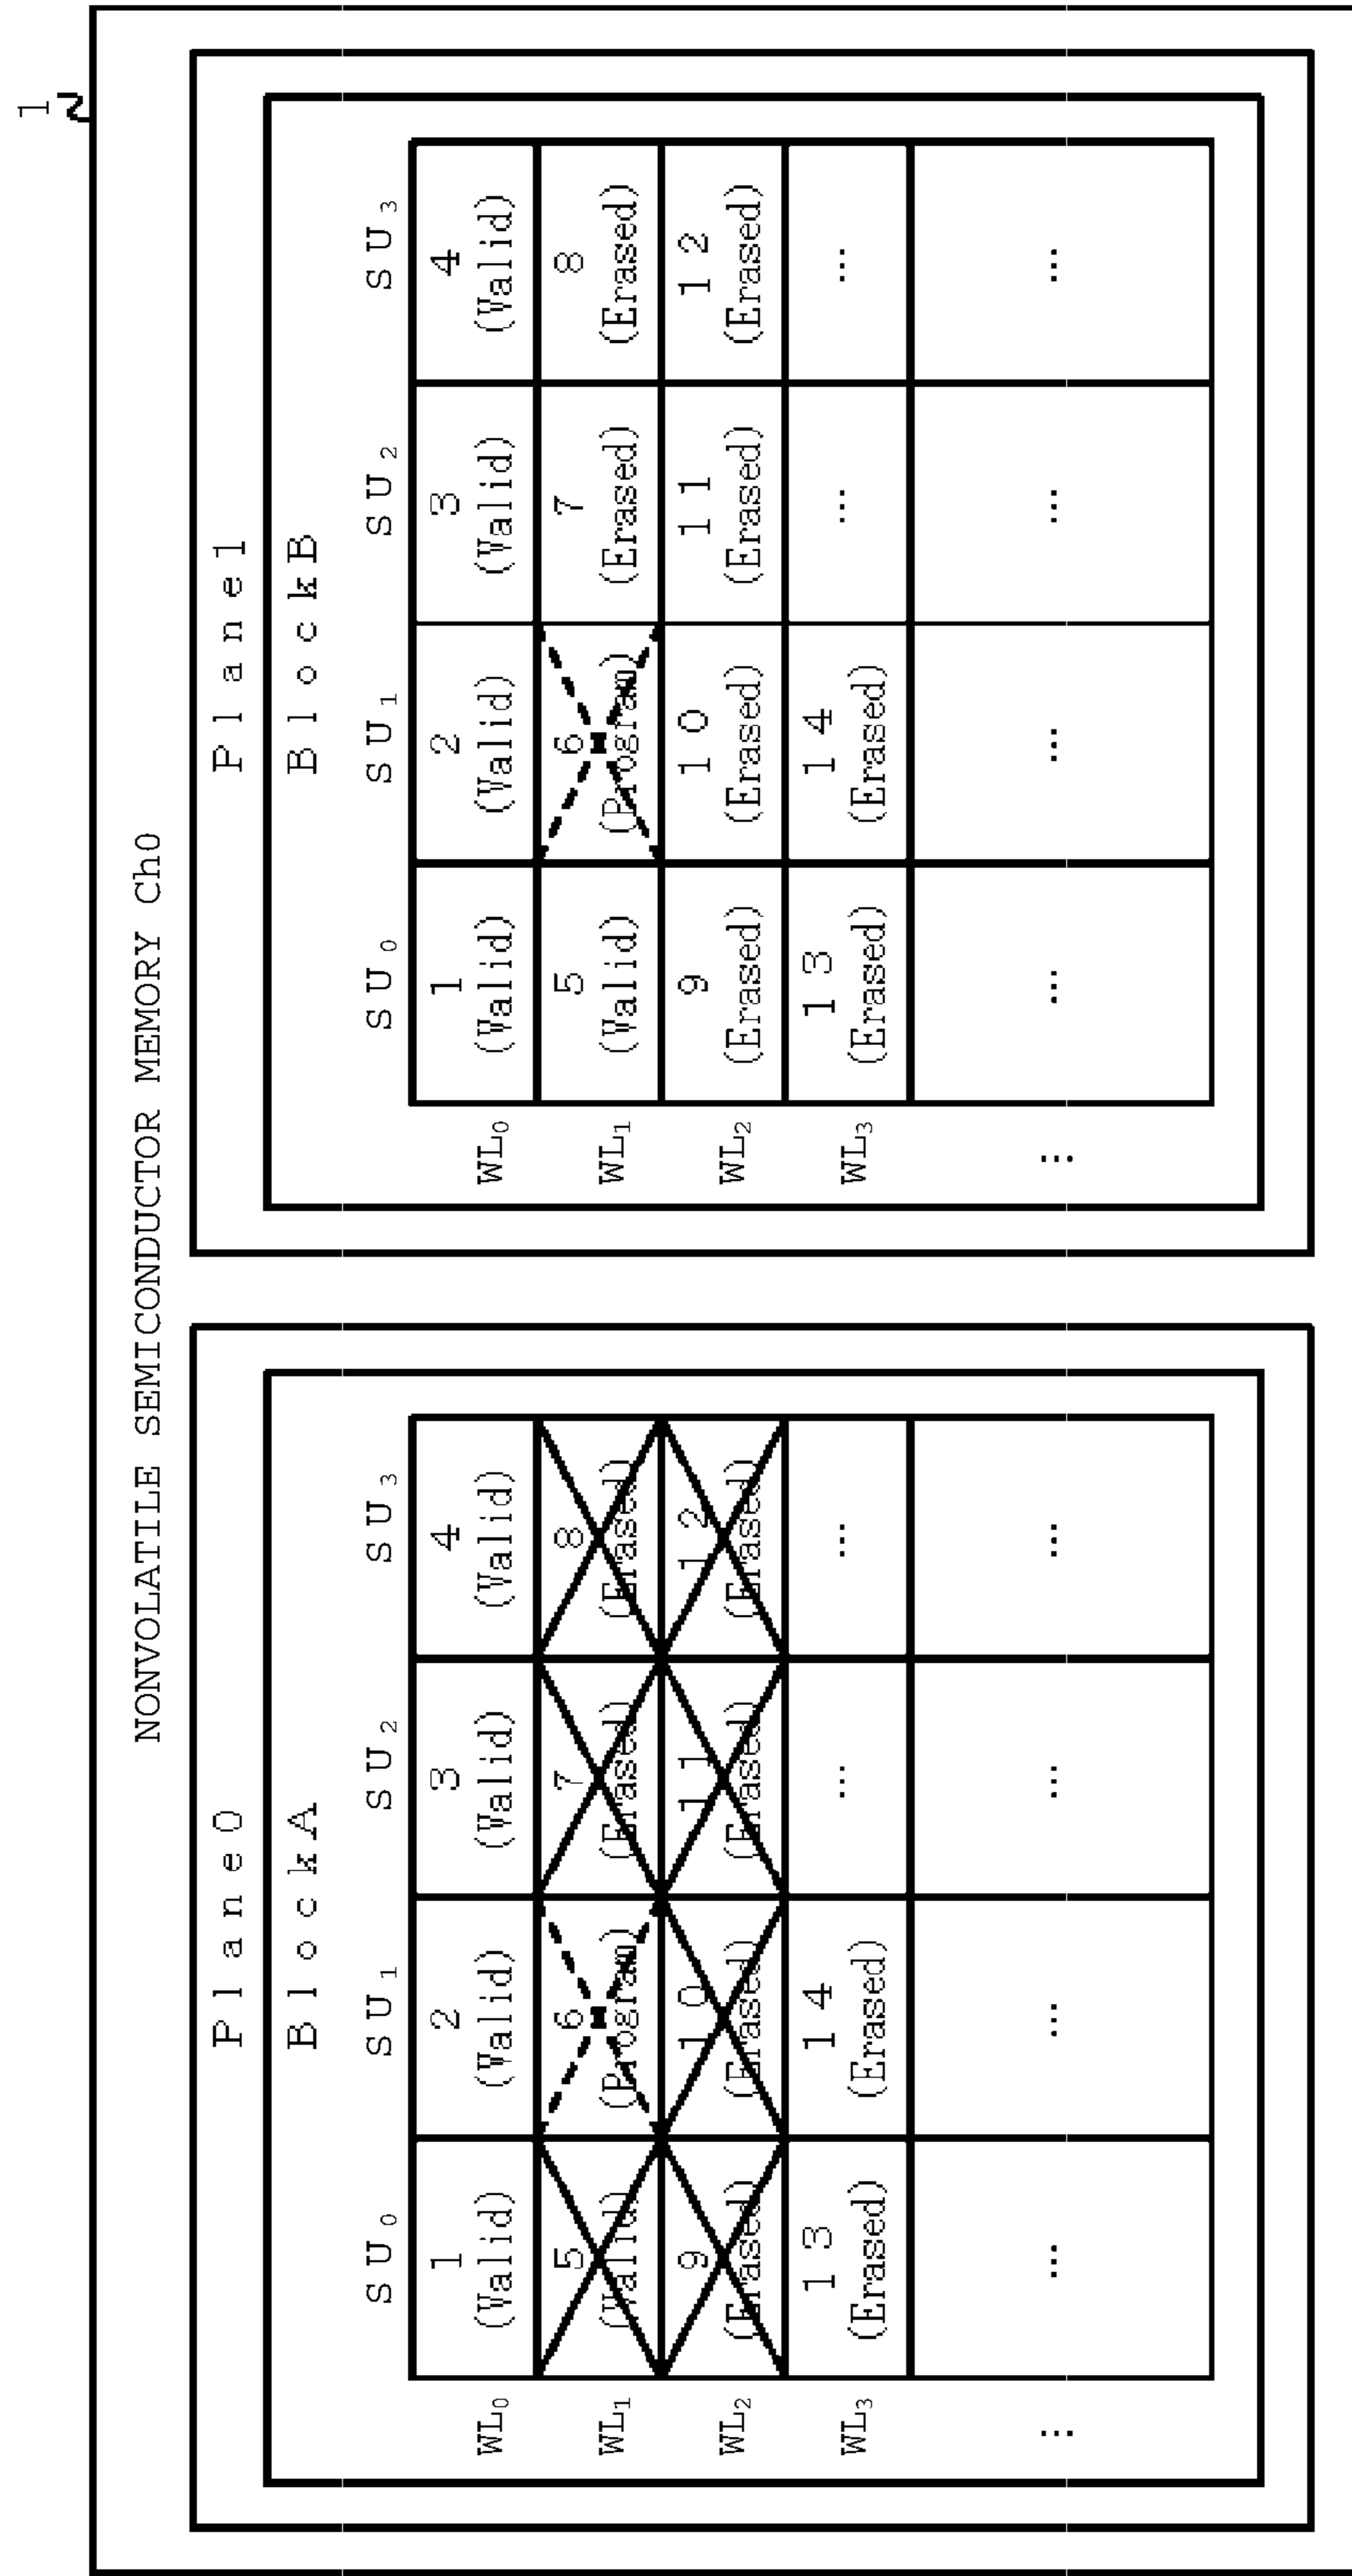 1
NONVOLATILE SEMICONDUCTOR MEMORY Ch0
Plane0
BlockA
SU0 SU1 SU2 SU3
WL0 1 (Valid) 2 (Valid) 3 (Valid) 4 (Valid)
WL1 5 (Valid) 6 (Program) 7 (Erased) 8 (Erased)
WL2 9 (Erased) 10 (Erased) 11 (Erased) 12 (Erased)
WL3 13 (Erased) 14 (Erased) ... ...
... ... ... ... ...
Plane1
BlockB
SU0 SU1 SU2 SU3
WL0 1 (Valid) 2 (Valid) 3 (Valid) 4 (Valid)
WL1 5 (Valid) 6 (Program) 7 (Erased) 8 (Erased)
WL2 9 (Erased) 10 (Erased) 11 (Erased) 12 (Erased)
WL3 13 (Erased) 14 (Erased) ... ...
... ... ... ... ...